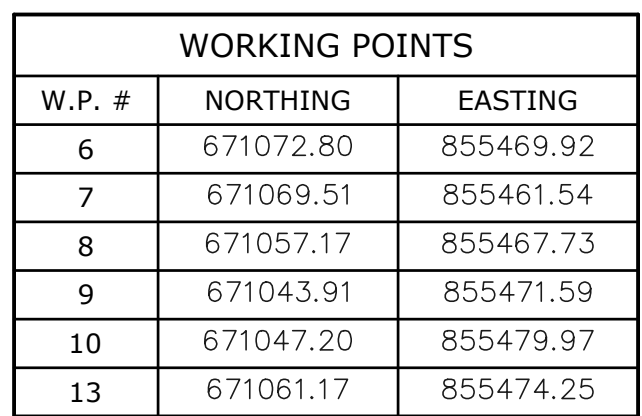 WORKING POINTS
W.P. # NORTHING EASTING
6 671072.80 855469.92
7 671069.51 855461.54
8 671057.17 855467.73
9 671043.91 855471.59
10 671047.20 855479.97
13 671061.17 855474.25